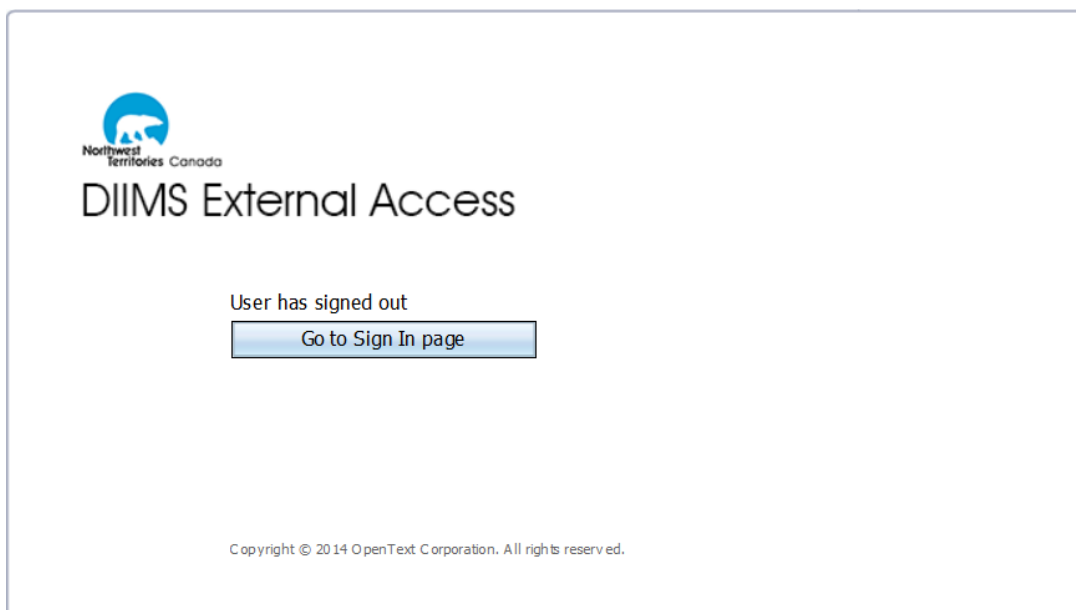 Northwest
Territories Canada
DIIMS External Access
User has signed out
Go to Sign In page
Copyright © 2014 OpenText Corporation. All rights reserved.